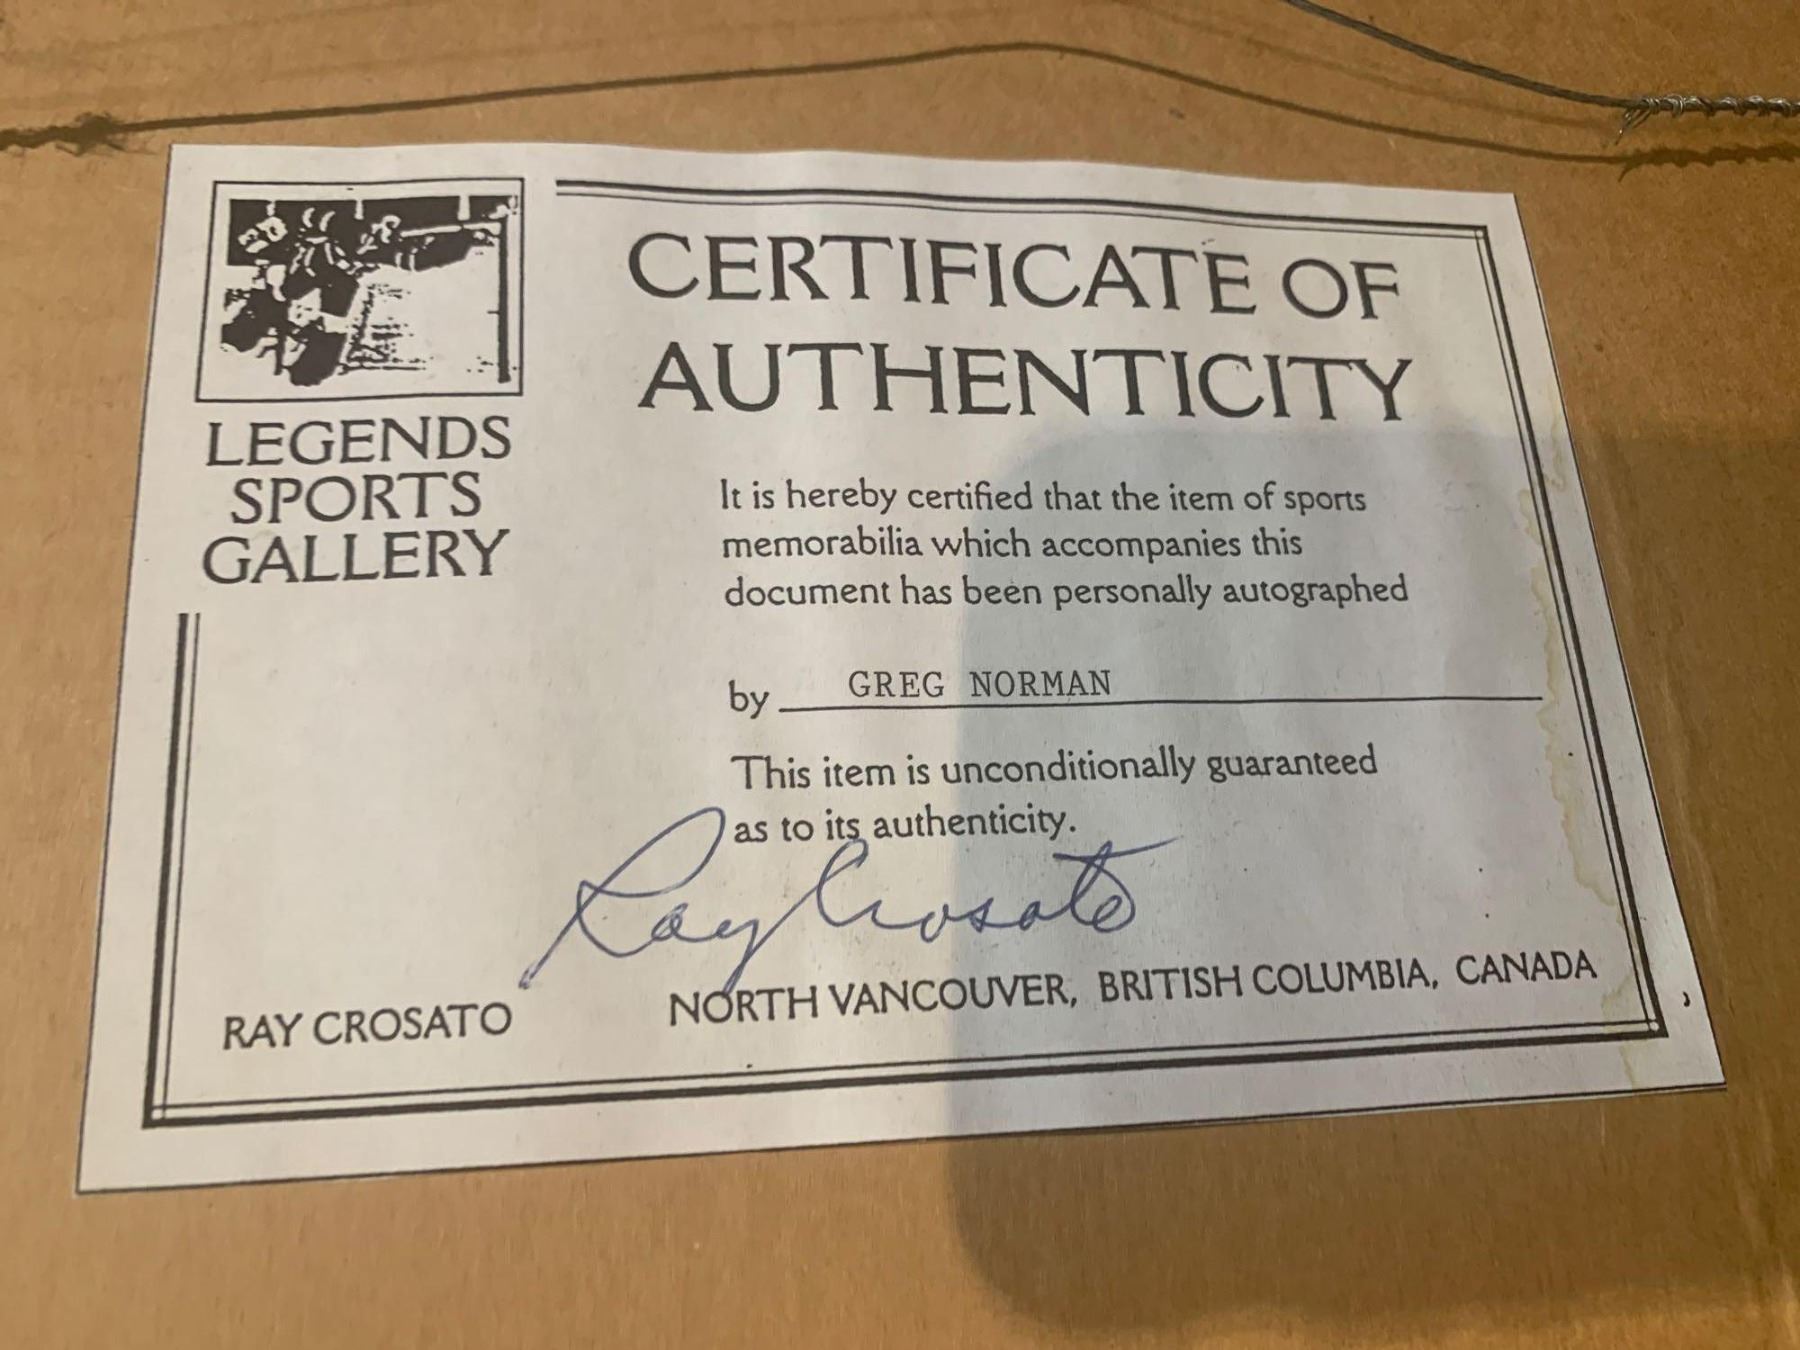 LEGENDS
SPORTS
GALLERY
CERTIFICATE OF
AUTHENTICITY
It is hereby certified that the item of sports
memorabilia which accompanies this
document has been personally autographed
by GREG NORMAN
This item is unconditionally guaranteed
as to its authenticity.
Ray Crosato
RAY CROSATO
NORTH VANCOUVER, BRITISH COLUMBIA, CANADA